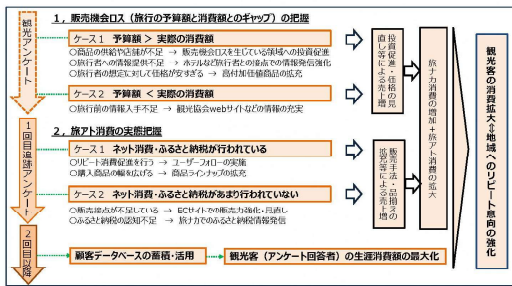 観光アンケート
1，販売機会ロス（旅行の予算額と消費額とのギャップ）の把握
ケース1　予算額 > 実際の消費額
○商品の供給や店舗が不足 → 販売機会ロスを生じている領域への投資促進
○旅行者への情報提供不足 → ホテルなど旅行者との接点での情報発信強化
○旅行者の想定に対して価格が安すぎる → 高付加価値商品の拡充
ケース2　予算額 < 実際の消費額
○旅行前の情報入手不足 → 観光協会webサイトなどの情報の充実
投資促進・価格の見直し等による売上増
1回目追跡アンケート
2，旅アト消費の実態把握
ケース1　ネット消費・ふるさと納税が行われている
○リピート消費促進を行う → ユーザーフォローの実施
○購入商品の幅を広げる → 商品ラインナップの拡充
ケース2　ネット消費・ふるさと納税があまり行われていない
○販売接点が不足している → ECサイトでの販売力強化・見直し
○ふるさと納税の認知不足 → 旅ナカでのふるさと納税情報発信
販売手法・品揃えの拡充等による売上増
旅ナカ消費の増加＋旅アト消費の拡大
観光客の消費拡大⇔地域へのリピート意向の強化
2回目以降
顧客データベースの蓄積・活用
観光客（アンケート回答者）の生涯消費額の最大化